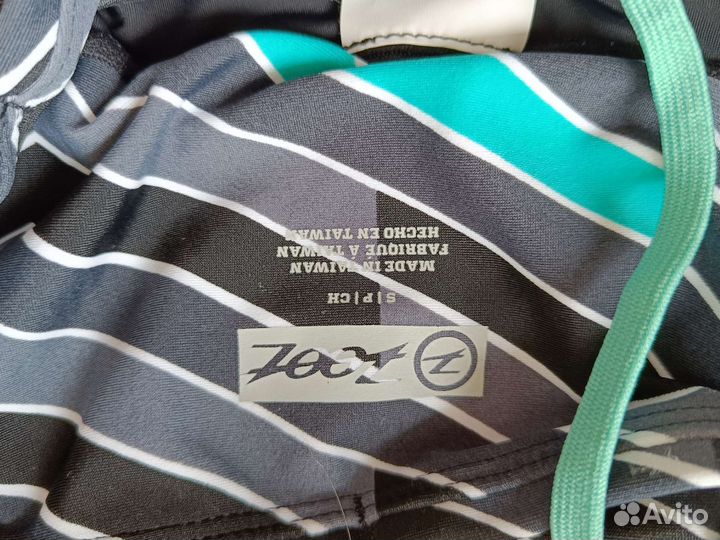 ZOOT
S | P | CH
MADE IN TAIWAN
FABRIQUÉ À TAIWAN
HECHO EN TAIWAN
Avito